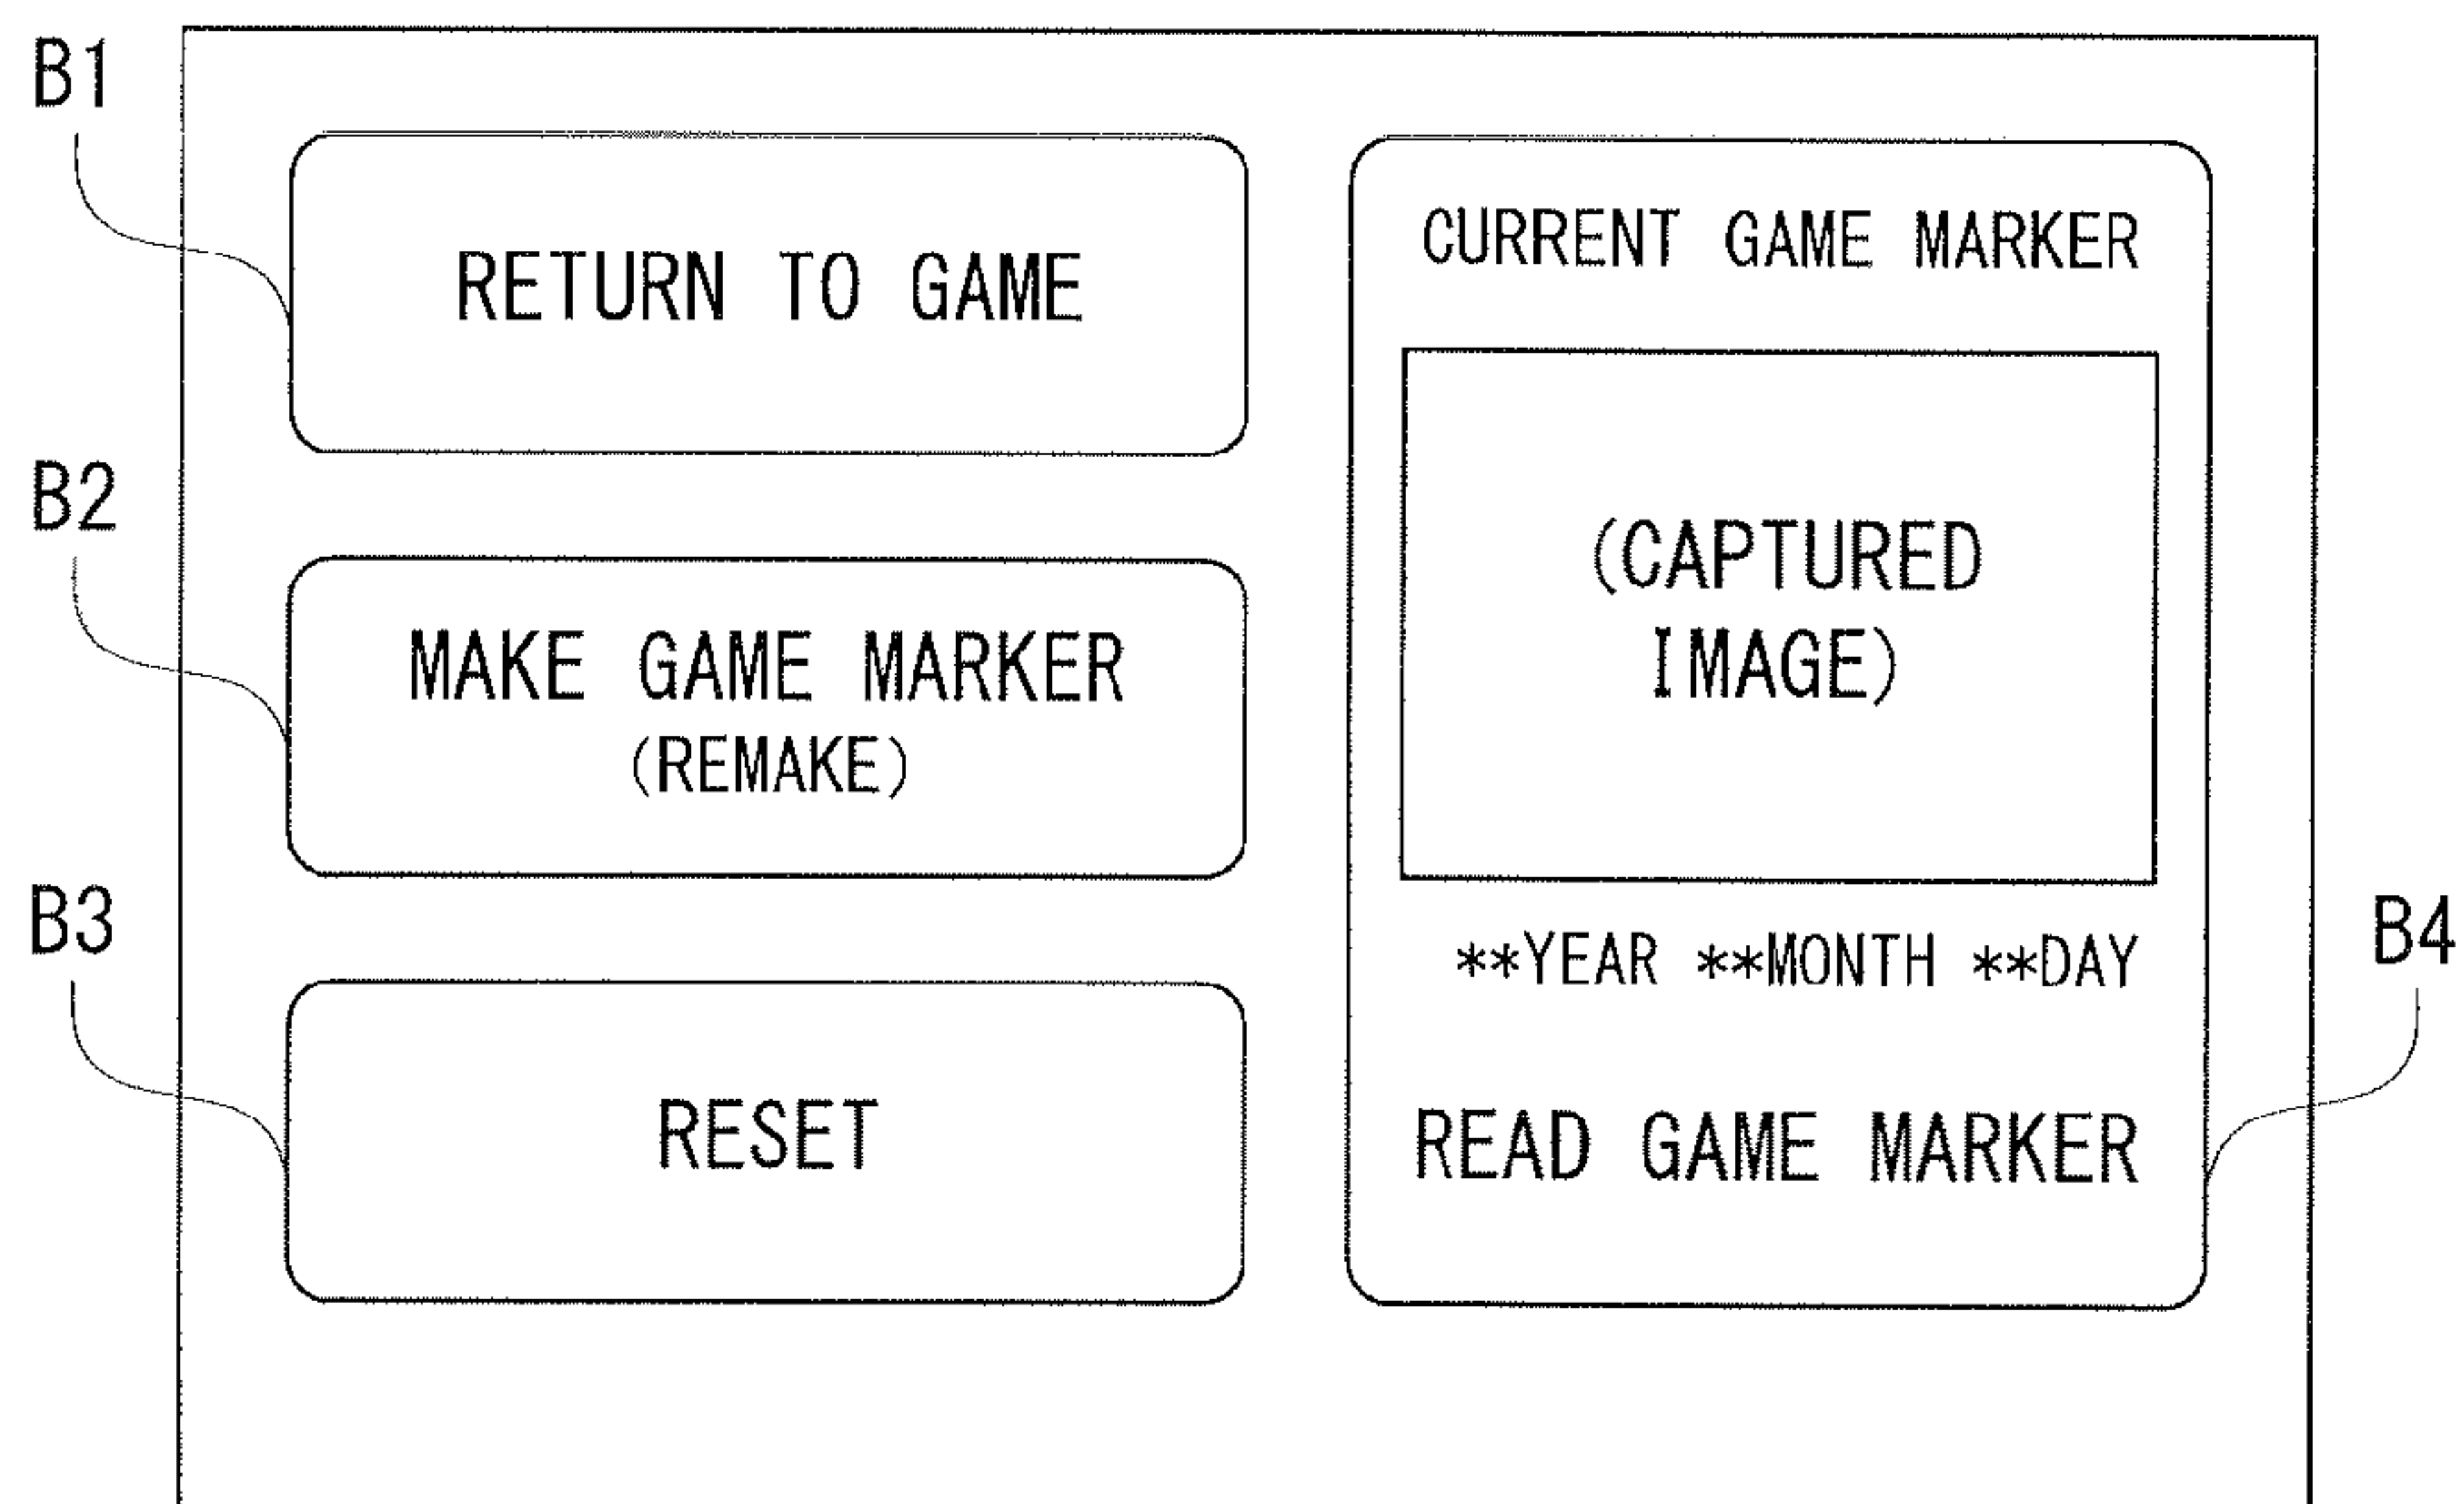 B1
RETURN TO GAME
B2
MAKE GAME MARKER
(REMAKE)
B3
RESET
CURRENT GAME MARKER
(CAPTURED
IMAGE)
**YEAR **MONTH **DAY
READ GAME MARKER
B4